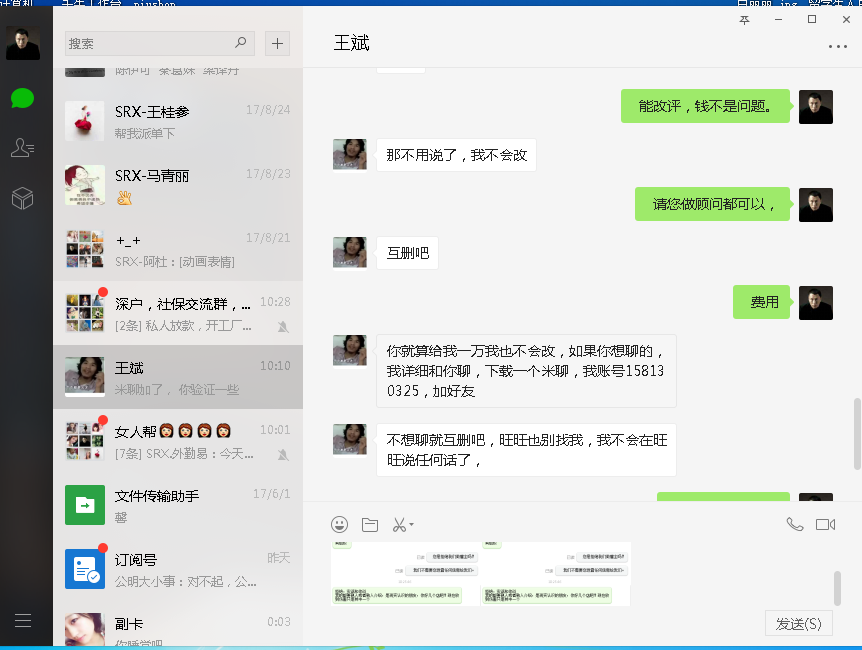 搜索
SRX-王桂参
17/8/24
帮我派单下
SRX-马青丽
17/8/23
+_+
17/8/21
SRX-阿杜：[动画表情]
深户，社保交流群，...
10:28
[2条] 私人放款，开工厂...
王斌
10:10
米聊加了， 你验证一些
女人帮
10:01
[7条] SRX.外勤易：今天...
文件传输助手
17/6/1
馨
订阅号
昨天
公明大小事：对不起，公...
副卡
0:03
你睡觉吧
王斌
能改评，钱不是问题。
那不用说了，我不会改
请您做顾问都可以，
互删吧
费用
你就算给我一万我也不会改，如果你想聊的，
我详细和你聊，下载一个米聊，我账号15813
0325，加好友
不想聊就互删吧，旺旺也别找我，我不会在旺
旺说任何话了，
发送(S)